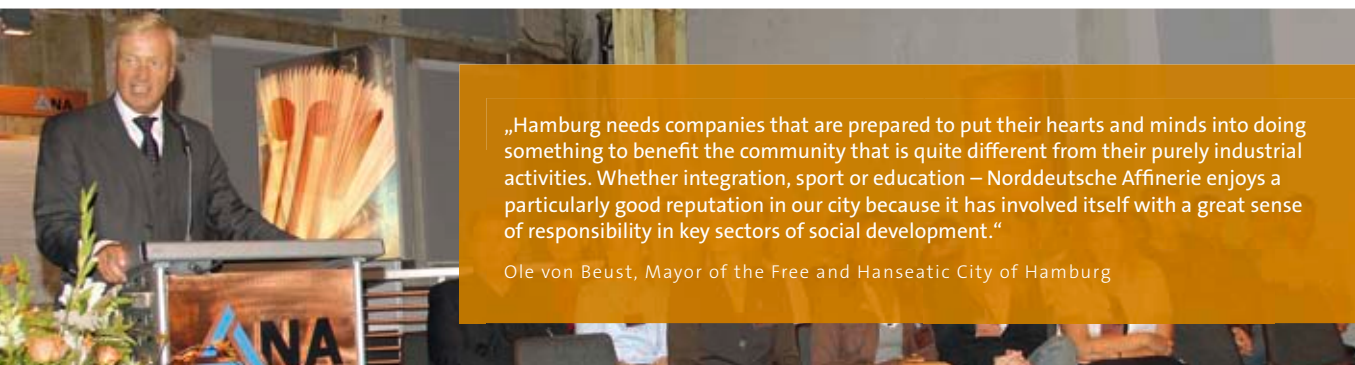 NA
„Hamburg needs companies that are prepared to put their hearts and minds into doing
something to benefit the community that is quite different from their purely industrial
activities. Whether integration, sport or education – Norddeutsche Affinerie enjoys a
particularly good reputation in our city because it has involved itself with a great sense
of responsibility in key sectors of social development.“
Ole von Beust, Mayor of the Free and Hanseatic City of Hamburg
NA